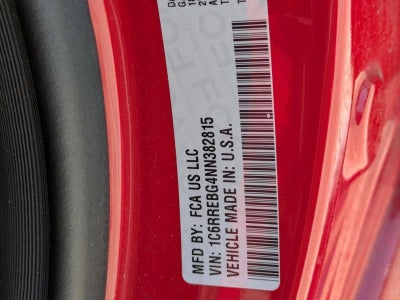 MFD BY: FCA US LLC
VIN: 1C6RREBG4NN382815
VEHICLE MADE IN: U.S.A.